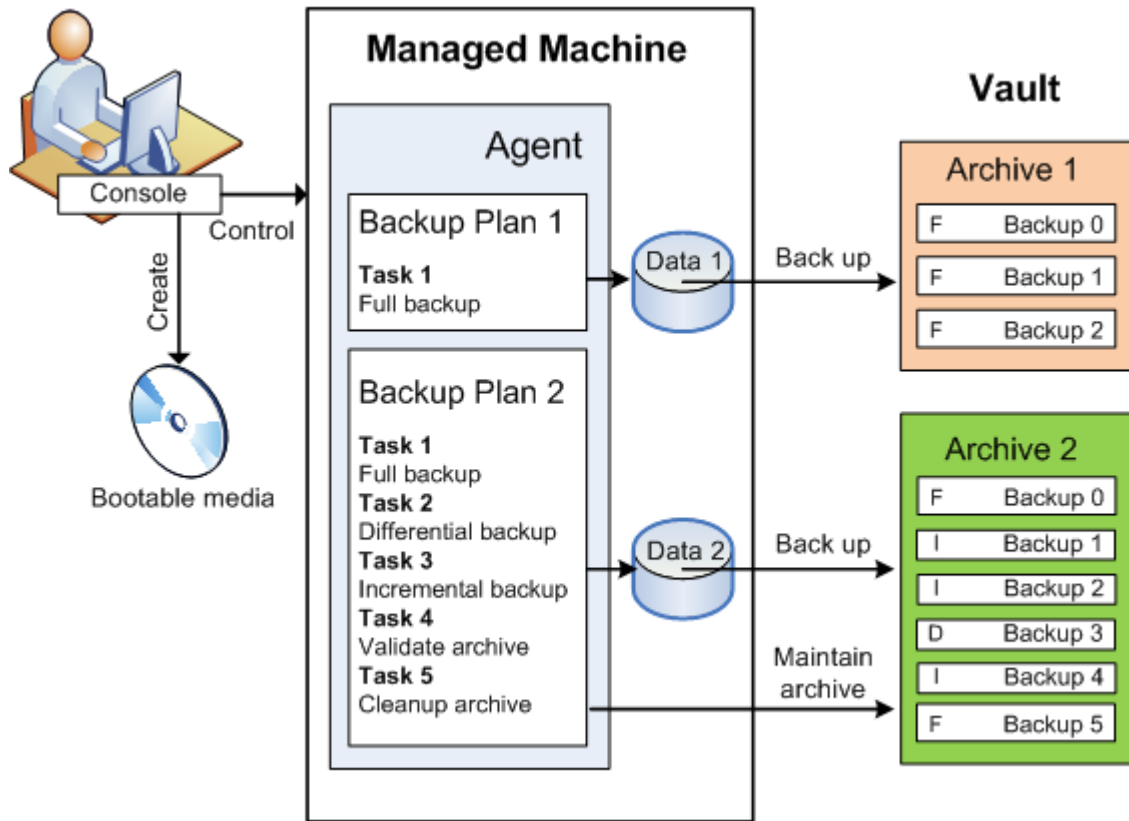 Managed Machine
Vault
Agent
Console
Control
Create
Bootable media
Backup Plan 1
Task 1
Full backup
Data 1
Back up
Archive 1
F Backup 0
F Backup 1
F Backup 2
Backup Plan 2
Task 1
Full backup
Task 2
Differential backup
Task 3
Incremental backup
Task 4
Validate archive
Task 5
Cleanup archive
Data 2
Back up
Maintain
archive
Archive 2
F Backup 0
I Backup 1
I Backup 2
D Backup 3
I Backup 4
F Backup 5